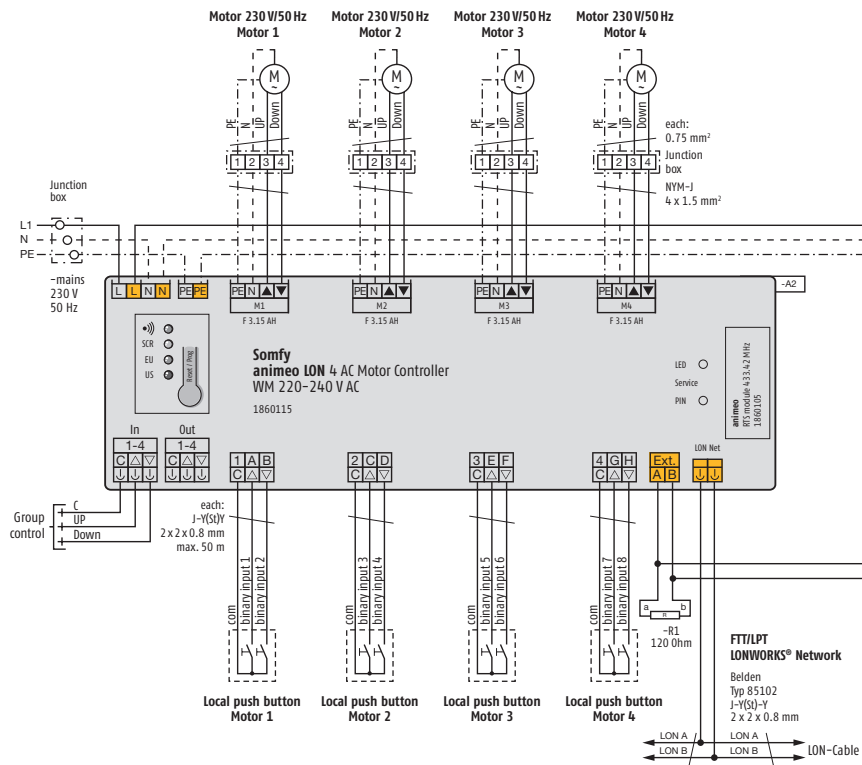 Motor 230 V/50 Hz
Motor 1
Motor 230 V/50 Hz
Motor 2
Motor 230 V/50 Hz
Motor 3
Motor 230 V/50 Hz
Motor 4
M
~
M
~
M
~
M
~
PE N UP Down
PE N UP Down
PE N UP Down
PE N UP Down
each:
0.75 mm²
1 2 3 4
1 2 3 4
1 2 3 4
1 2 3 4
Junction
box
NYM-J
4 x 1.5 mm²
Junction
box
L1
N
PE
~mains
230 V
50 Hz
L L N N PE PE
PE N ▲ ▼
PE N ▲ ▼
PE N ▲ ▼
PE N ▲ ▼
-A2
M1
M2
M3
M4
F 3.15 AH
F 3.15 AH
F 3.15 AH
F 3.15 AH
SCR
EU
US
Reset / Prog
Somfy
animeo LON 4 AC Motor Controller
WM 220-240 V AC
1860115
LED
Service
PIN
animeo
RTS module 433.42 MHz
1860105
In
Out
1-4
1-4
C △ ▽
C △ ▽
1 A B
C △ ▽
2 C D
C △ ▽
3 E F
C △ ▽
4 G H
C △ ▽
Ext.
A B
LON Net
Group
control
C
UP
Down
each:
J-Y(St)Y
2 x 2 x 0.8 mm
max. 50 m
com
binary input 1
binary input 2
com
binary input 3
binary input 4
com
binary input 5
binary input 6
com
binary input 7
binary input 8
a R b
-R1
120 Ohm
Local push button
Motor 1
Local push button
Motor 2
Local push button
Motor 3
Local push button
Motor 4
FTT/LPT
LONWORKS® Network
Belden
Typ 85102
J-Y(St)-Y
2 x 2 x 0.8 mm
LON A
LON A
LON B
LON B
LON-Cable